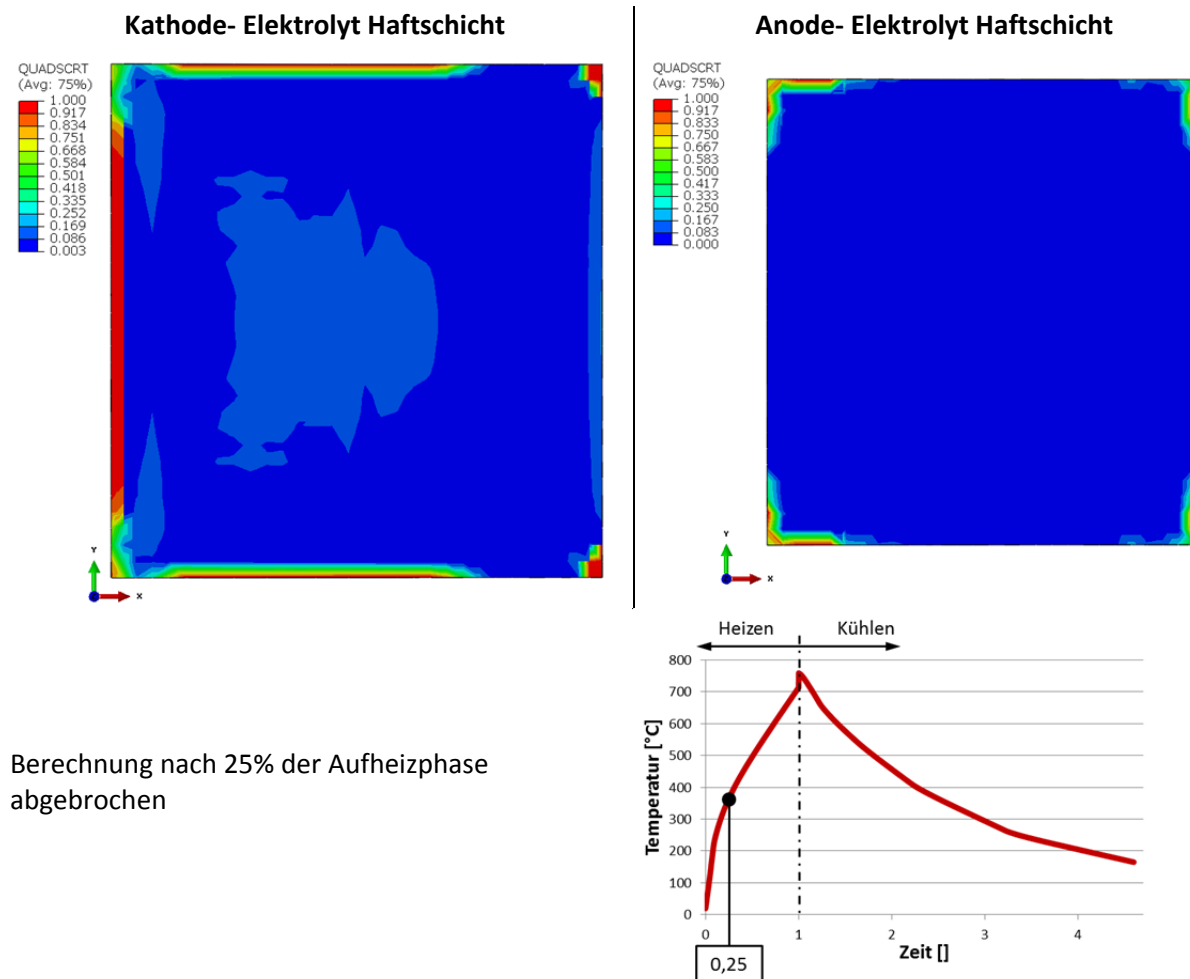 Kathode- Elektrolyt Haftschicht
QUADSCRT
(Avg: 75%)
1.000
0.917
0.834
0.751
0.668
0.584
0.501
0.418
0.335
0.252
0.169
0.086
0.003
Y
X
Anode- Elektrolyt Haftschicht
QUADSCRT
(Avg: 75%)
1.000
0.917
0.833
0.750
0.667
0.583
0.500
0.417
0.333
0.250
0.167
0.083
0.000
Y
X
Berechnung nach 25% der Aufheizphase
abgebrochen
Heizen Kühlen
Temperatur [°C]
800
700
600
500
400
300
200
100
0
0 1 2 3 4
Zeit []
0,25